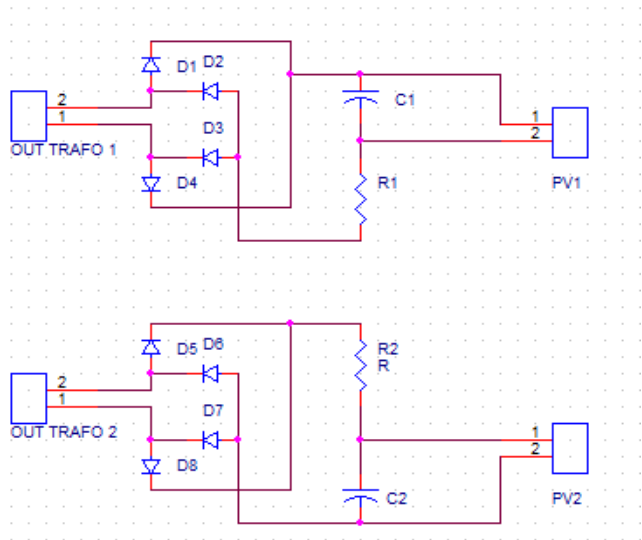 D1 D2
2
1
OUT TRAFO 1
D3
D4
C1
R1
1
2
PV1
D5 D6
2
1
OUT TRAFO 2
D7
D8
R2
R
C2
1
2
PV2